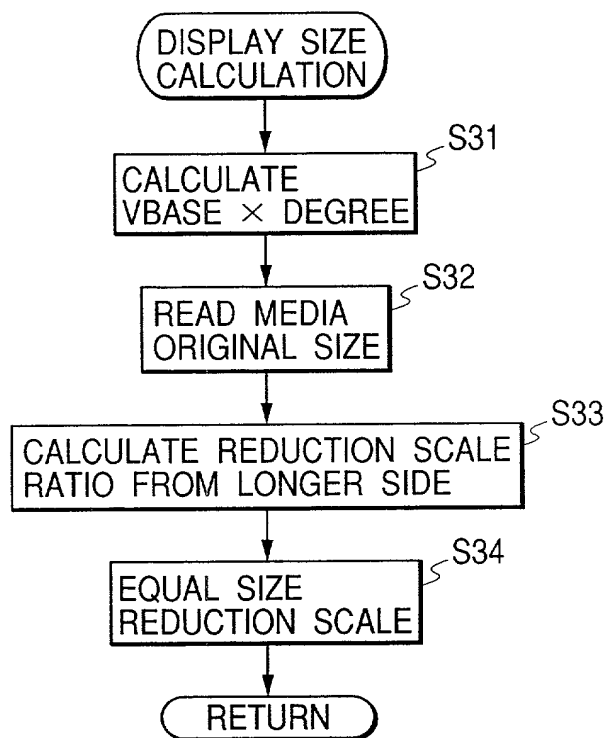 DISPLAY SIZE
CALCULATION
S31
CALCULATE
VBASE × DEGREE
S32
READ MEDIA
ORIGINAL SIZE
S33
CALCULATE REDUCTION SCALE
RATIO FROM LONGER SIDE
S34
EQUAL SIZE
REDUCTION SCALE
RETURN